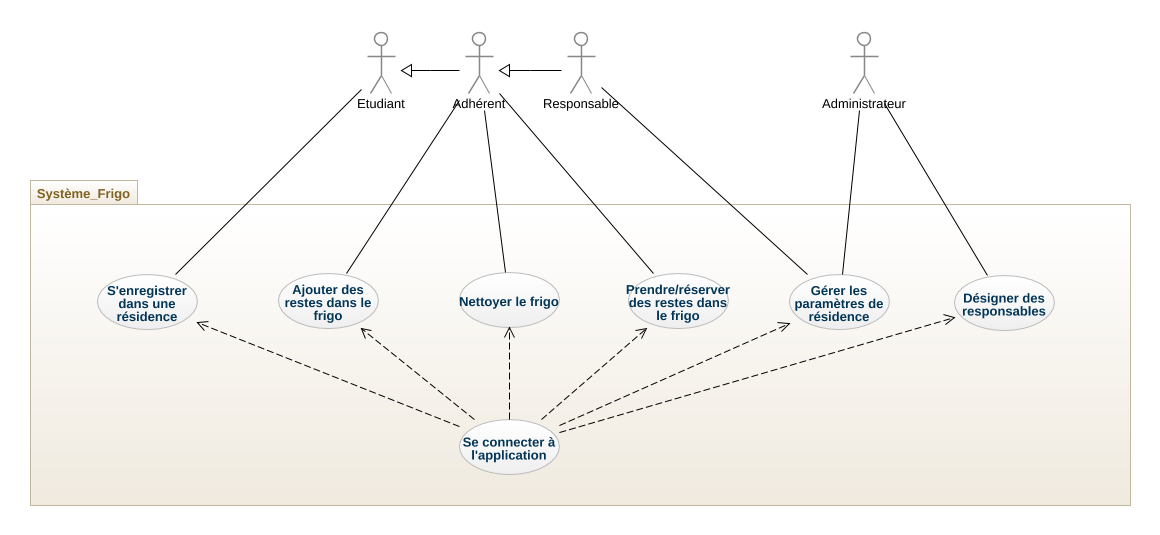 Etudiant
Adhérent
Responsable
Administrateur
Système_Frigo
S'enregistrer
dans une
résidence
Ajouter des
restes dans le
frigo
Nettoyer le frigo
Prendre/réserver
des restes dans
le frigo
Gérer les
paramètres de
résidence
Désigner des
responsables
Se connecter à
l'application